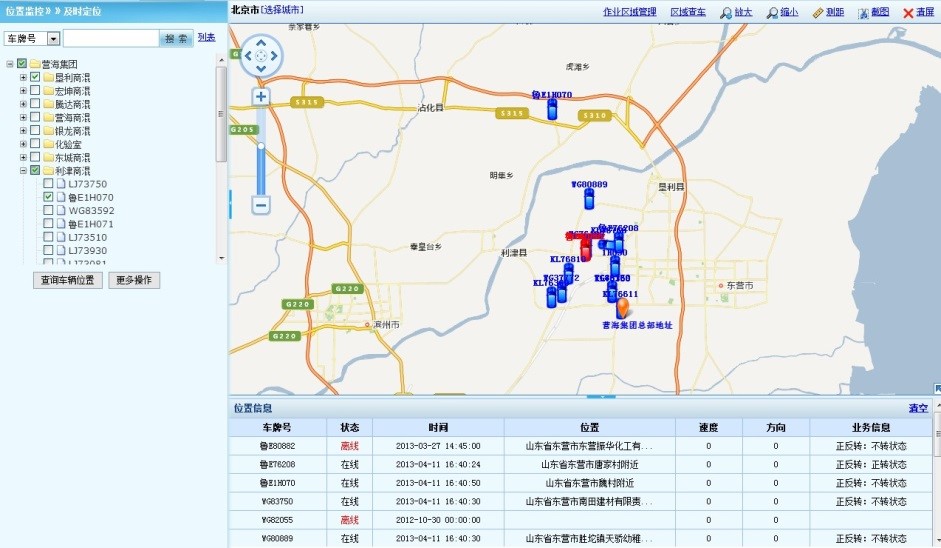 位置监控》》及时定位
车牌号
搜 索
列表
营海集团
垦利商混
宏坤商混
腾达商混
营海商混
银龙商混
化验室
东城商混
利津商混
LJ73750
鲁E1H070
WG83592
鲁E1H071
LJ73510
LJ73930
LJ73081
查询车辆位置
更多操作
北京市[选择城市]
作业区域管理
区域查车
放大
缩小
测距
截图
清屏
虎滩乡
鲁E1H070
沾化县
S315
S315
S310
G205
明集乡
WG80889
垦利县
秦皇台乡
利津县
KL76810
KL76611
东营市
营海集团总部地址
G220
G220
G220
滨州市
位置信息
清空
车牌号 状态 时间 位置 速度 方向 业务信息
鲁E80882 离线 2013-03-27 14:45:00 山东省东营市东营振华化工有... 0 0 正反转：不转状态
鲁E76208 在线 2013-04-11 16:40:24 山东省东营市唐家村附近 0 0 正反转：正转状态
鲁E1H070 在线 2013-04-11 16:40:50 山东省东营市魏村附近 0 0 正反转：不转状态
WG83750 在线 2013-04-11 16:40:30 山东省东营市南田建材有限责... 0 0 正反转：不转状态
WG82055 离线 2012-10-30 00:00:00 0 0
WG80889 在线 2013-04-11 16:40:30 山东省东营市胜坨镇天骄幼稚... 0 0 正反转：正转状态